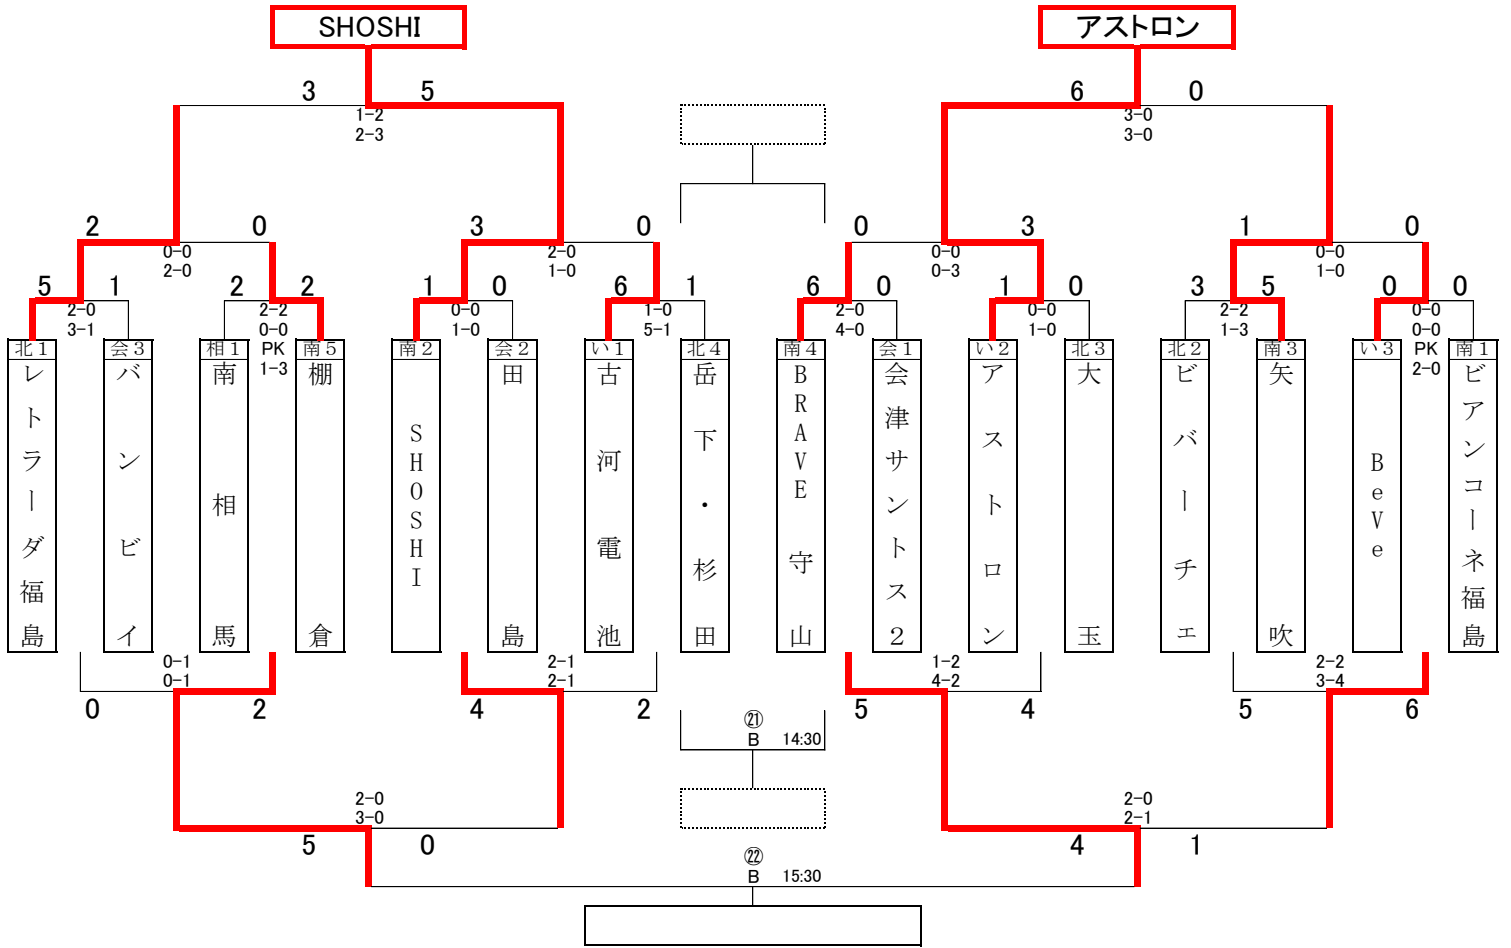 SHOSHI
アストロン
3 5
1-2
2-3
6 0
3-0
3-0
2 0
0-0
2-0
3 0
2-0
1-0
0 3
0-0
0-3
1 0
0-0
1-0
5 1
2-0
3-1
2 2
2-2
0-0
PK
1-3
1 0
0-0
1-0
6 1
1-0
5-1
6 0
2-0
4-0
1 0
0-0
1-0
3 5
2-2
1-3
0 0
0-0
0-0
PK
2-0
北1
レトラーダ福島
会3
バンビイ
相1
南相馬
南5
棚倉
南2
SHOSHI
会2
田島
い1
古河電池
北4
岳下・杉田
南4
BRAVE守山
会1
会津サントス2
い2
アストロン
北3
大玉
北2
ビバーチェ
南3
矢吹
い3
BeVe
南1
ビアンコーネ福島
0-1
0-1
0 2
2-1
2-1
4 2
1-2
4-2
5 4
2-2
3-4
5 6
㉑
B 14:30
2-0
3-0
5 0
2-0
2-1
4 1
㉒
B 15:30